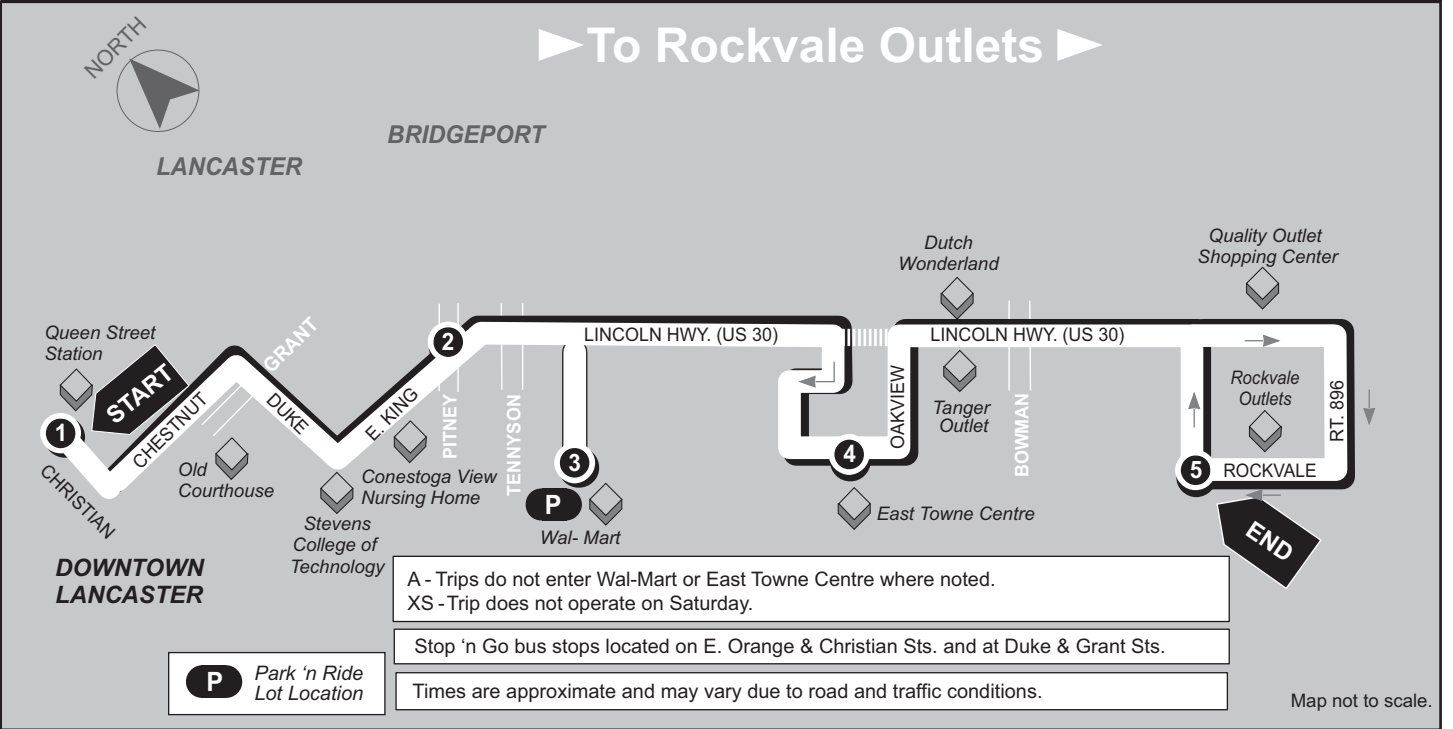 To Rockvale Outlets
NORTH
BRIDGEPORT
LANCASTER
Queen Street
Station
START
1
CHRISTIAN
CHESTNUT
GRANT
Old
Courthouse
DUKE
Stevens
College of
Technology
E. KING
Conestoga View
Nursing Home
2
PITNEY
TENNYSON
LINCOLN HWY. (US 30)
3
P
Wal- Mart
4
OAKVIEW
East Towne Centre
Dutch
Wonderland
LINCOLN HWY. (US 30)
Tanger
Outlet
BOWMAN
Quality Outlet
Shopping Center
Rockvale
Outlets
RT. 896
5
ROCKVALE
END
DOWNTOWN
LANCASTER
A - Trips do not enter Wal-Mart or East Towne Centre where noted.
XS - Trip does not operate on Saturday.
Stop ‘n Go bus stops located on E. Orange & Christian Sts. and at Duke & Grant Sts.
P
Park ‘n Ride
Lot Location
Times are approximate and may vary due to road and traffic conditions.
Map not to scale.